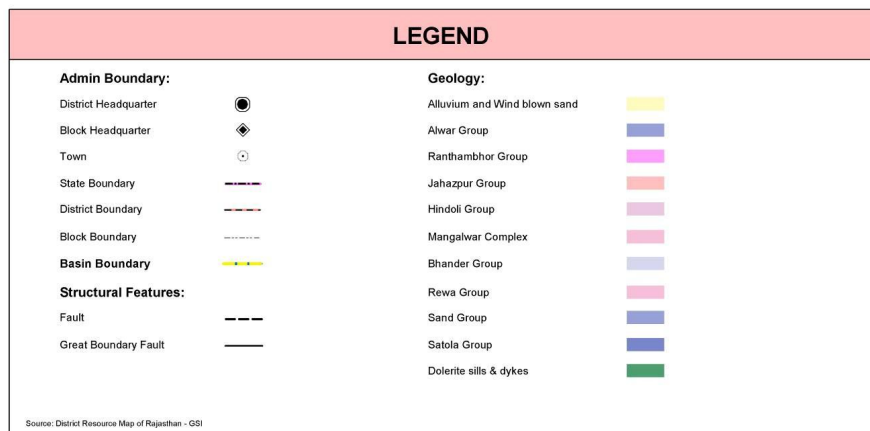 LEGEND
Admin Boundary:
District Headquarter
Block Headquarter
Town
State Boundary
District Boundary
Block Boundary
Basin Boundary
Structural Features:
Fault
Great Boundary Fault
Geology:
Alluvium and Wind blown sand
Alwar Group
Ranthambhor Group
Jahazpur Group
Hindoli Group
Mangalwar Complex
Bhander Group
Rewa Group
Sand Group
Satola Group
Dolerite sills & dykes
Source: District Resource Map of Rajasthan - GSI